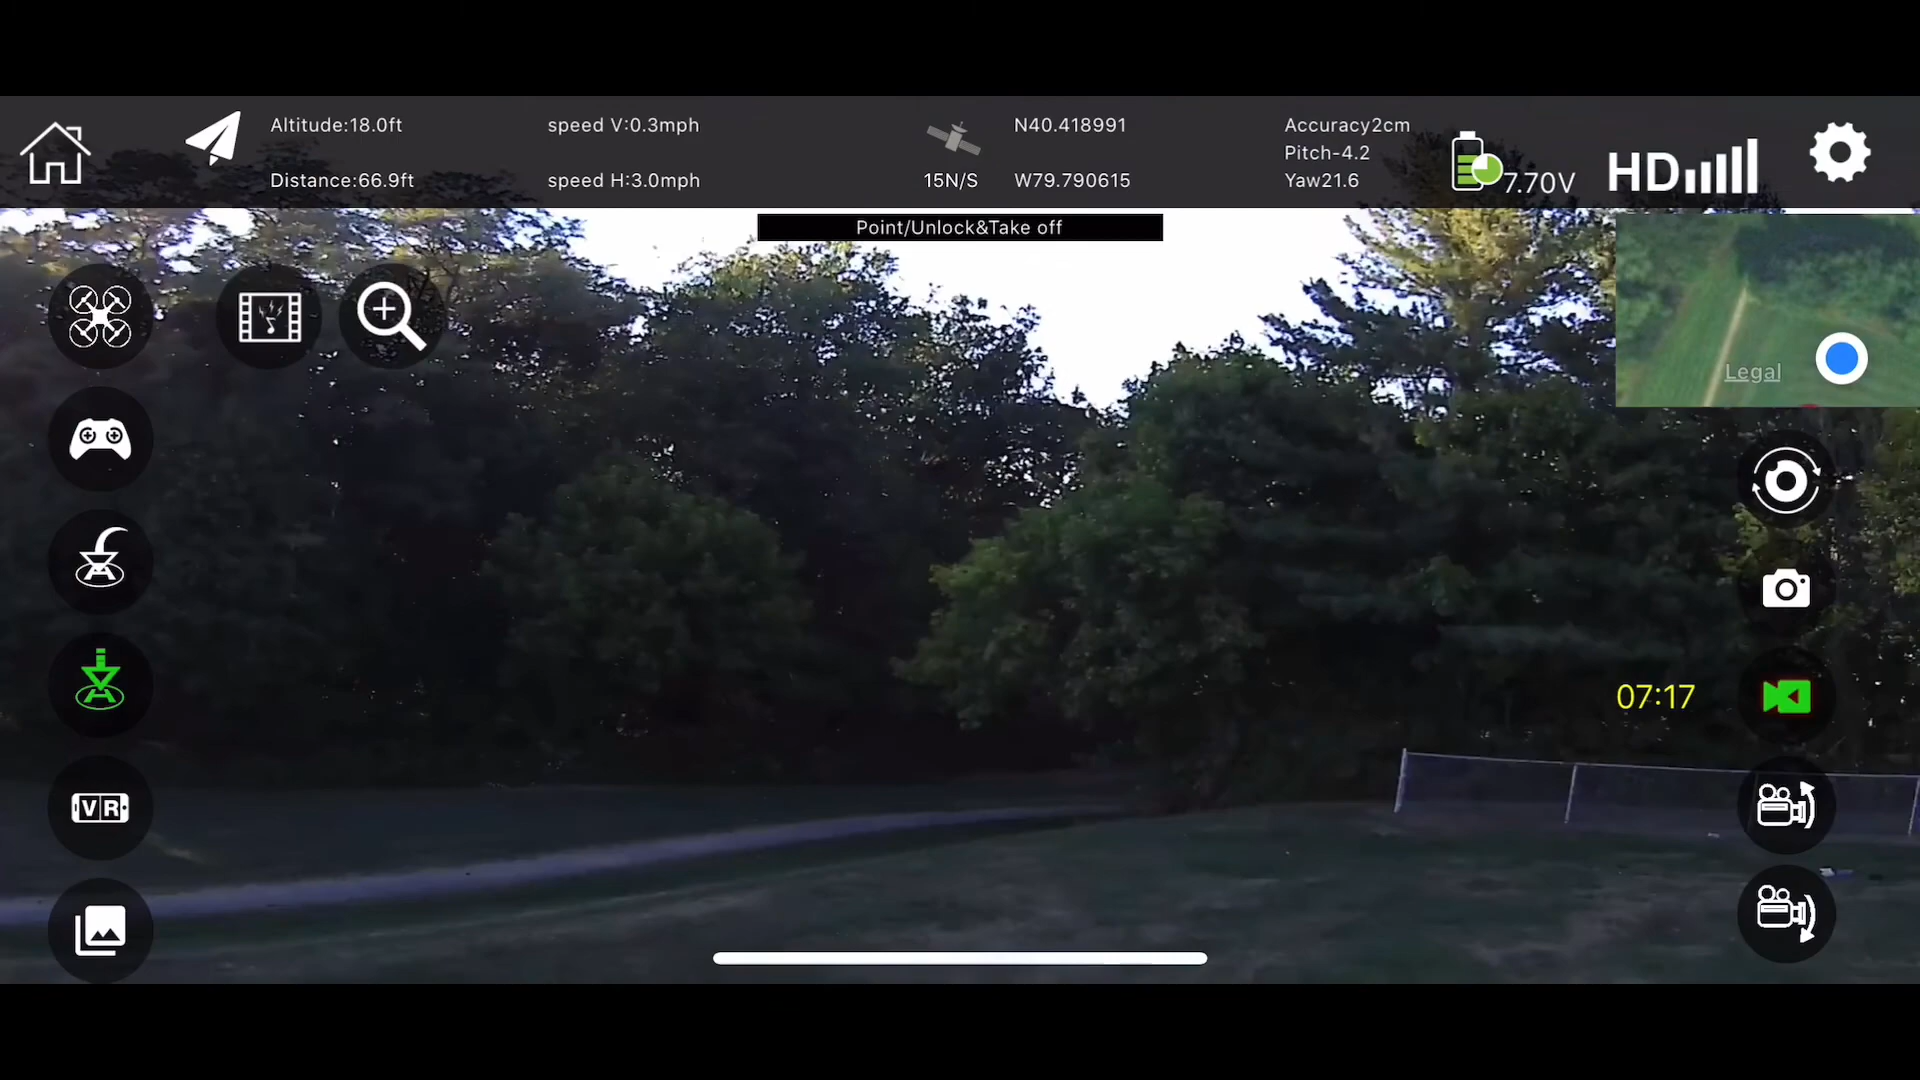 Altitude:18.0ft
speed V:0.3mph
N40.418991
Accuracy2cm
Pitch-4.2
Distance:66.9ft
speed H:3.0mph
15N/S
W79.790615
Yaw21.6
7.70V
HD
Point/Unlock&Take off
Legal
07:17
VR